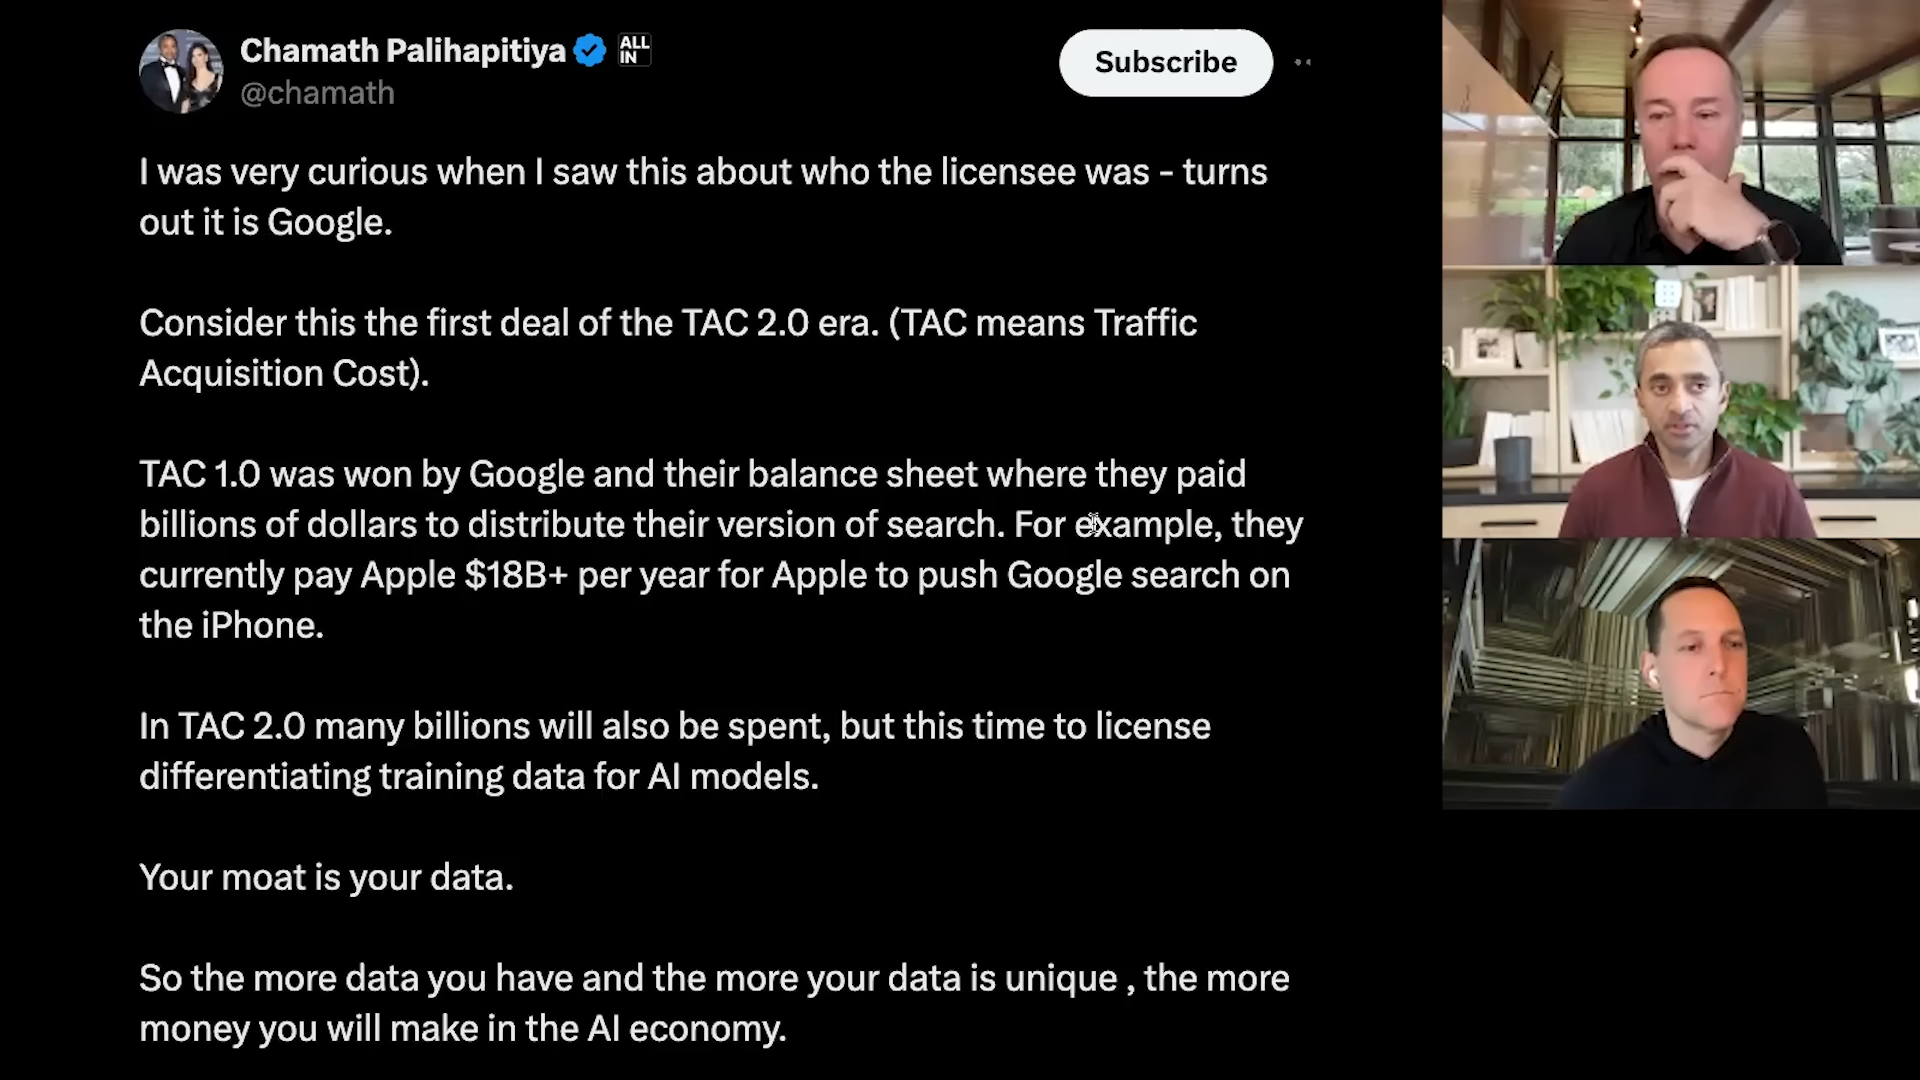 Chamath Palihapitiya ALL
IN
@chamath
Subscribe
I was very curious when I saw this about who the licensee was - turns
out it is Google.
Consider this the first deal of the TAC 2.0 era. (TAC means Traffic
Acquisition Cost).
TAC 1.0 was won by Google and their balance sheet where they paid
billions of dollars to distribute their version of search. For example, they
currently pay Apple $18B+ per year for Apple to push Google search on
the iPhone.
In TAC 2.0 many billions will also be spent, but this time to license
differentiating training data for AI models.
Your moat is your data.
So the more data you have and the more your data is unique , the more
money you will make in the AI economy.